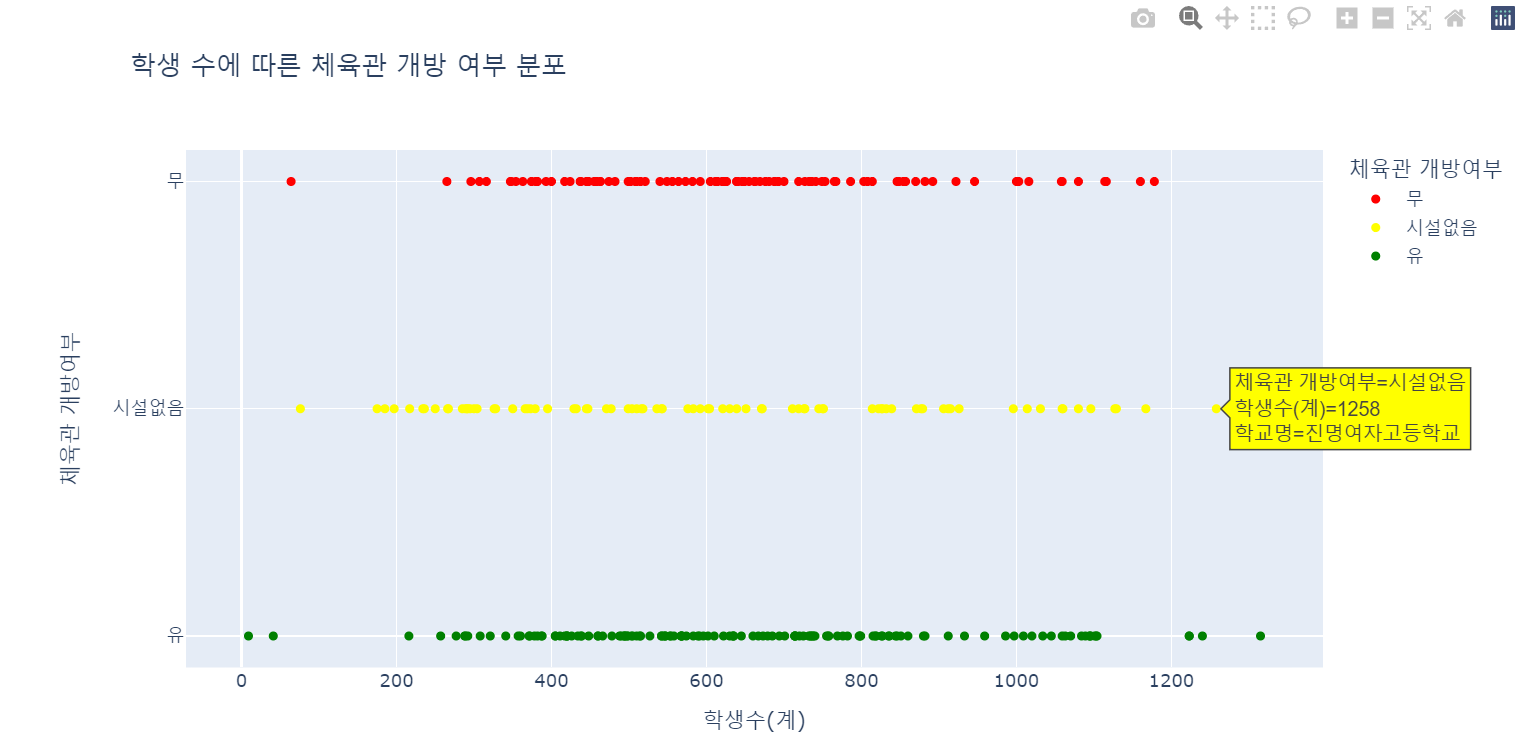 학생 수에 따른 체육관 개방 여부 분포
체육관 개방여부
무
시설없음
유
무
시설없음
유
체육관 개방여부
체육관 개방여부=시설없음
학생수(계)=1258
학교명=진명여자고등학교
0 200 400 600 800 1000 1200
학생수(계)